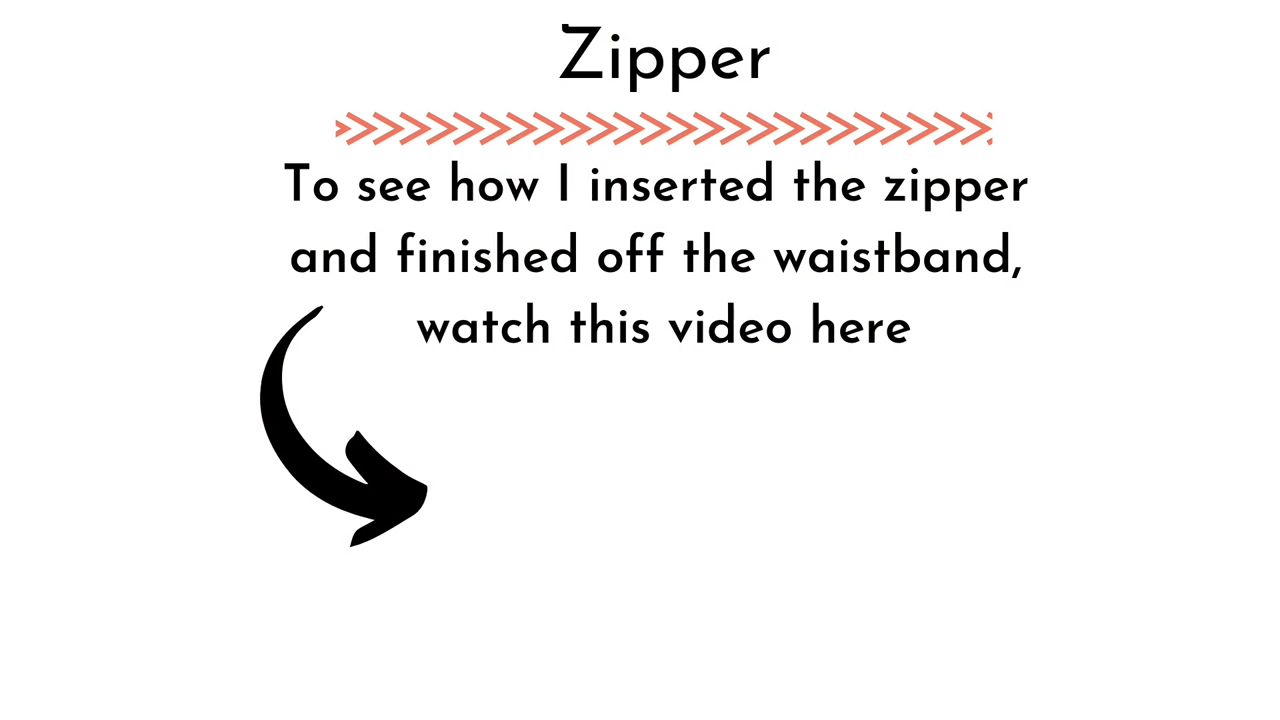 Zipper
To see how I inserted the zipper
and finished off the waistband,
watch this video here